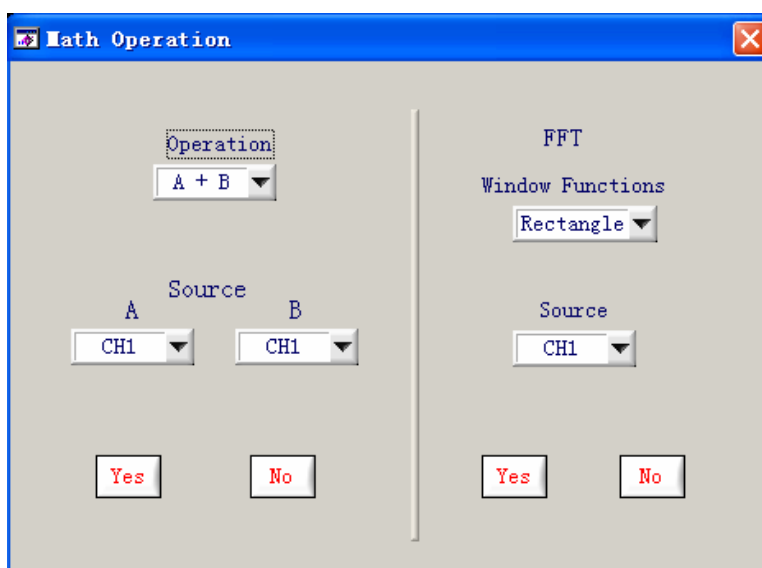 Math Operation
Operation
A + B
Source
A
B
CH1
CH1
Yes
No
FFT
Window Functions
Rectangle
Source
CH1
Yes
No